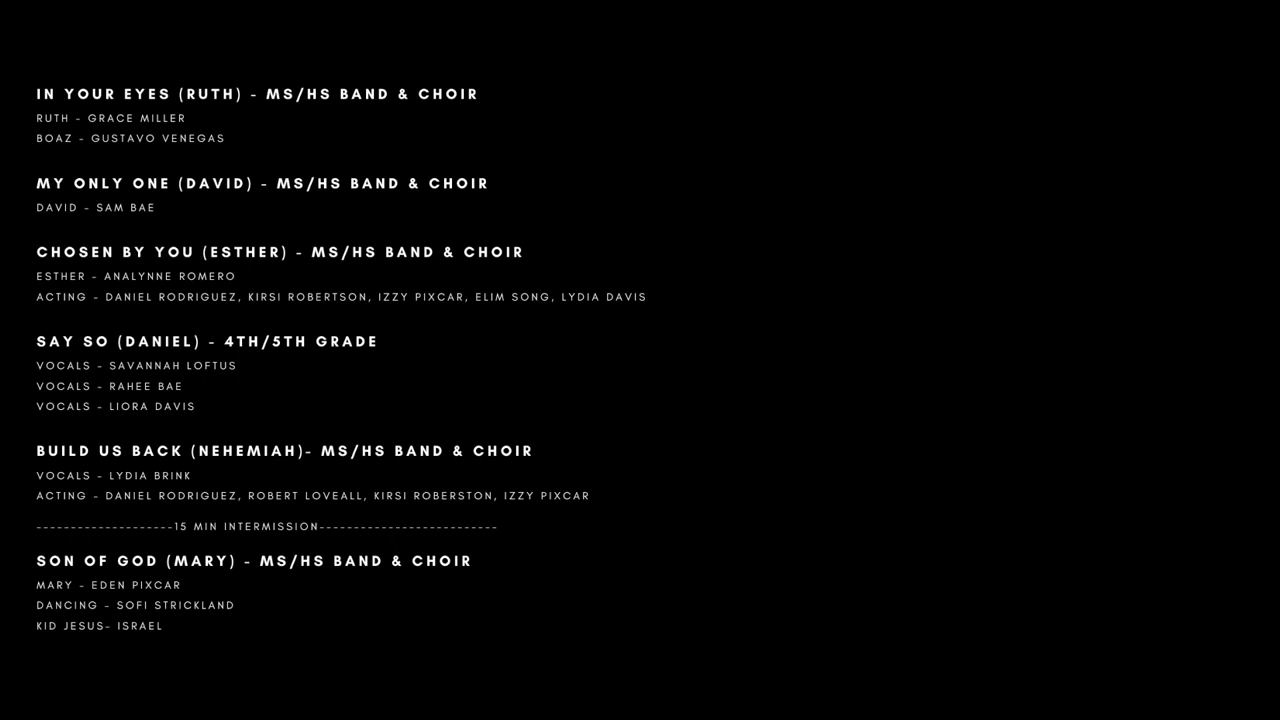 IN YOUR EYES (RUTH) - MS/HS BAND & CHOIR
RUTH - GRACE MILLER
BOAZ - GUSTAVO VENEGAS
MY ONLY ONE (DAVID) - MS/HS BAND & CHOIR
DAVID - SAM BAE
CHOSEN BY YOU (ESTHER) - MS/HS BAND & CHOIR
ESTHER - ANALYNNE ROMERO
ACTING - DANIEL RODRIGUEZ, KIRSI ROBERTSON, IZZY PIXCAR, ELIM SONG, LYDIA DAVIS
SAY SO (DANIEL) - 4TH/5TH GRADE
VOCALS - SAVANNAH LOFTUS
VOCALS - RAHEE BAE
VOCALS - LIORA DAVIS
BUILD US BACK (NEHEMIAH)- MS/HS BAND & CHOIR
VOCALS - LYDIA BRINK
ACTING - DANIEL RODRIGUEZ, ROBERT LOVEALL, KIRSI ROBERSTON, IZZY PIXCAR
--------------------15 MIN INTERMISSION--------------------------
SON OF GOD (MARY) - MS/HS BAND & CHOIR
MARY - EDEN PIXCAR
DANCING - SOFI STRICKLAND
KID JESUS- ISRAEL